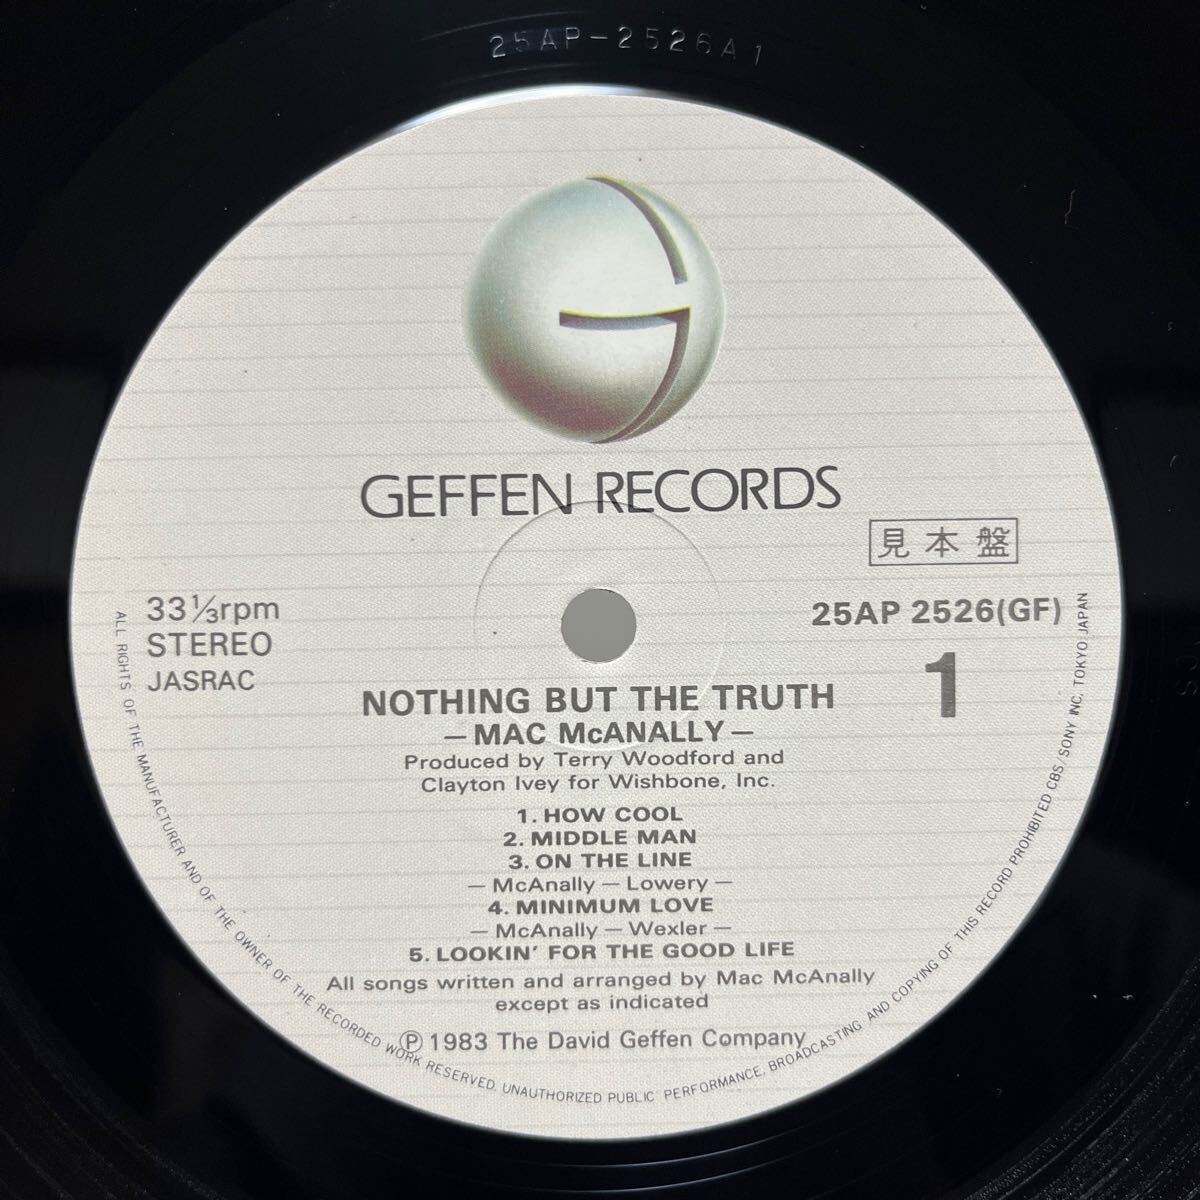 25AP-2526A1
GEFFEN RECORDS
見本盤
33⅓rpm
STEREO
JASRAC
25AP 2526(GF)
1
NOTHING BUT THE TRUTH
— MAC McANALLY —
Produced by Terry Woodford and
Clayton Ivey for Wishbone, Inc.
1. HOW COOL
2. MIDDLE MAN
3. ON THE LINE
— McAnally — Lowery —
4. MINIMUM LOVE
— McAnally — Wexler —
5. LOOKIN' FOR THE GOOD LIFE
All songs written and arranged by Mac McAnally
except as indicated
Ⓟ 1983 The David Geffen Company
ALL RIGHTS OF THE MANUFACTURER AND OF THE OWNER OF THE RECORDED WORK RESERVED. UNAUTHORIZED PUBLIC PERFORMANCE, BROADCASTING AND COPYING OF THIS RECORD PROHIBITED CBS/SONY INC. TOKYO JAPAN